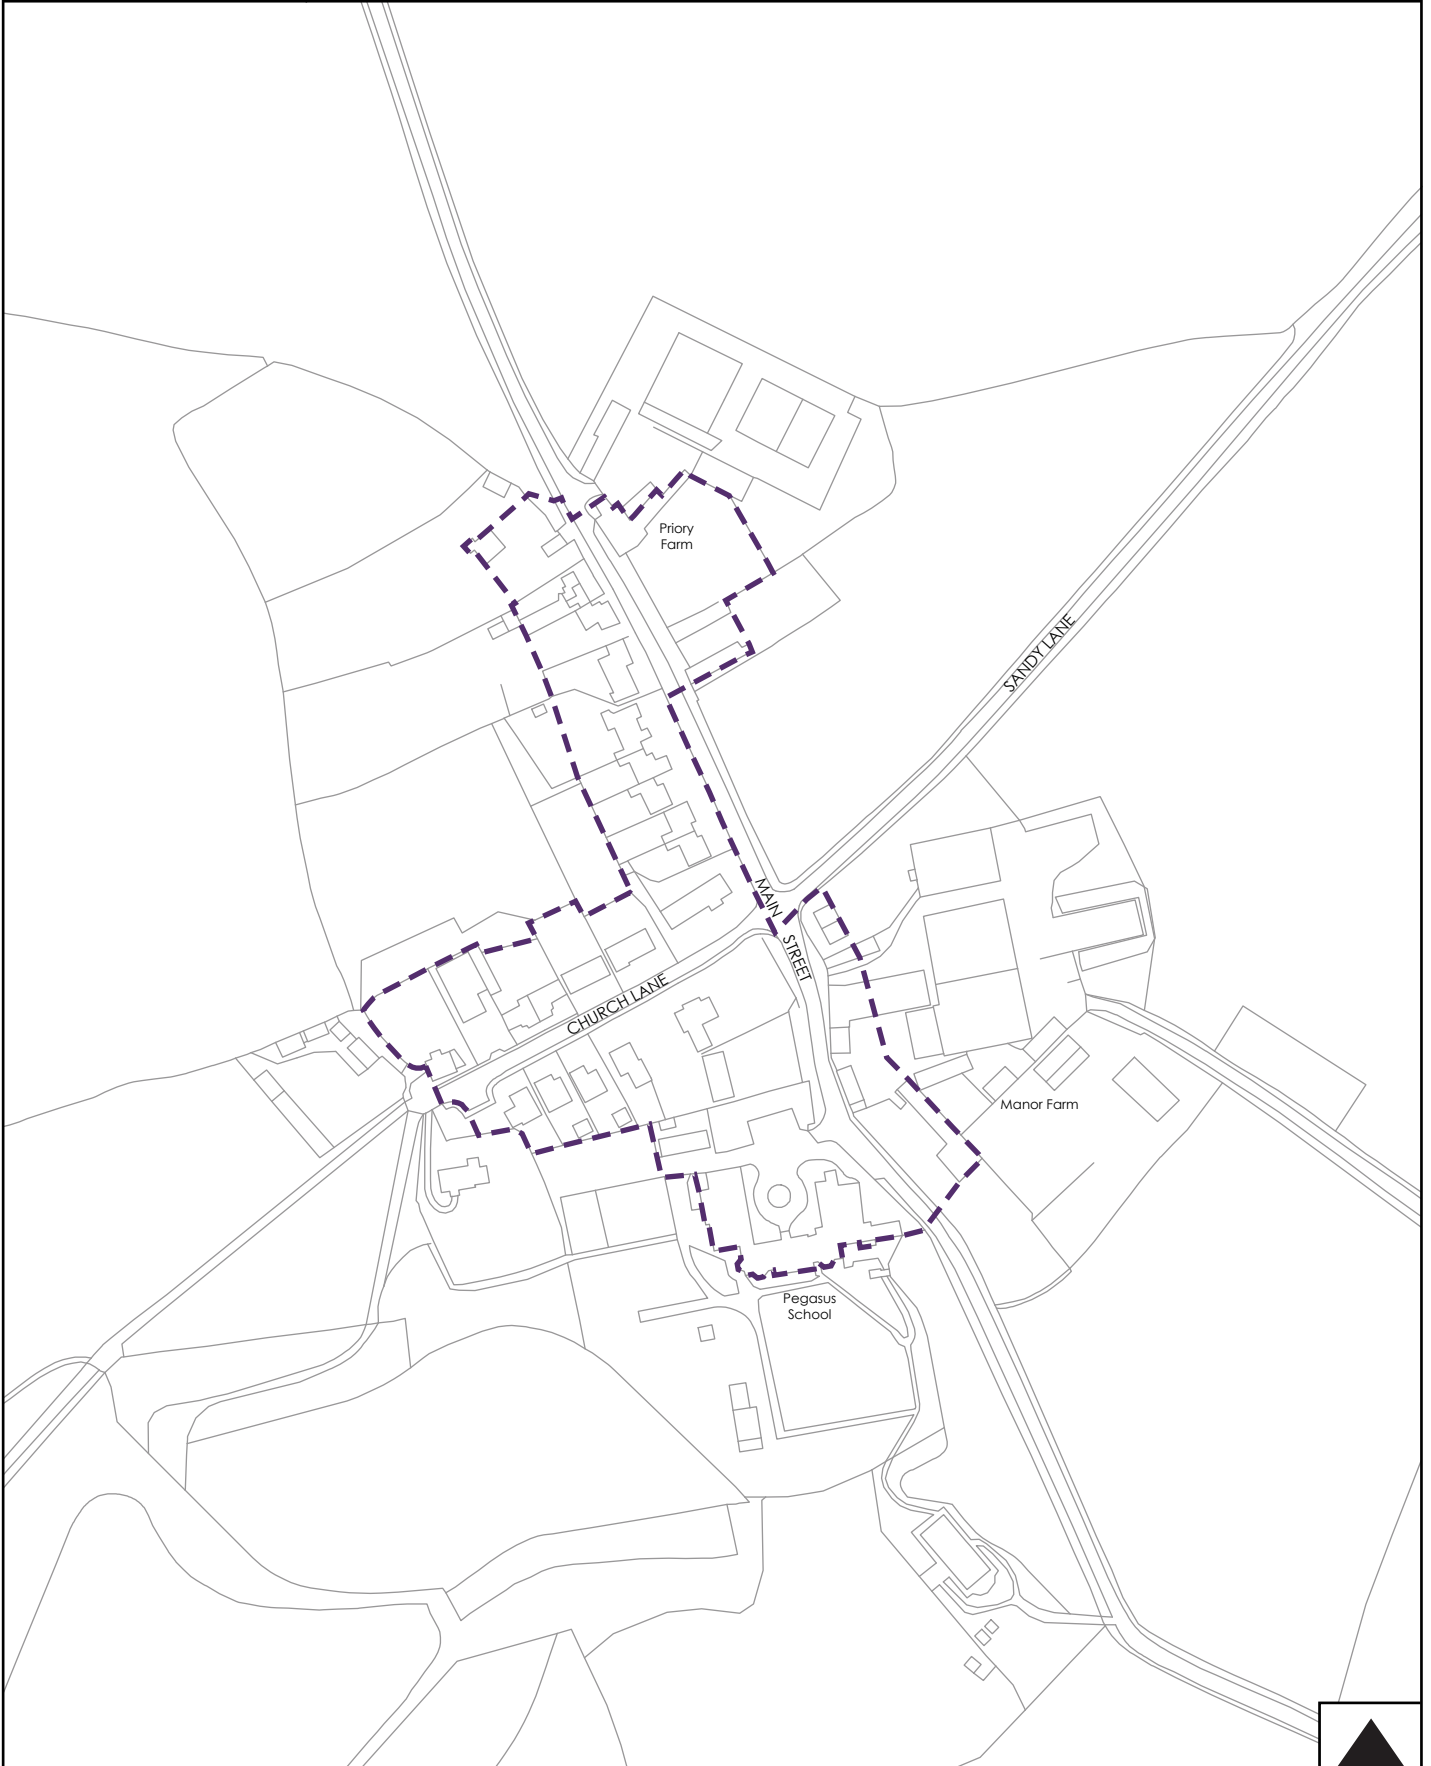 Priory
Farm
SANDY LANE
MAIN
STREET
CHURCH LANE
Manor Farm
Pegasus
School